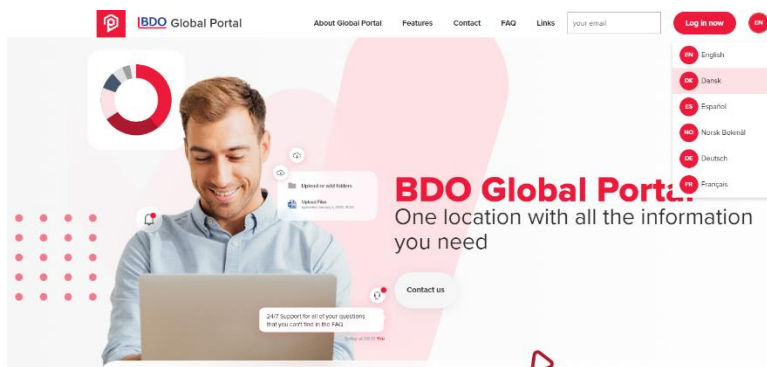 BDO Global Portal
About Global Portal
Features
Contact
FAQ
Links
your email
Log in now
EN
EN English
DK Dansk
ES Español
NO Norsk Bokmål
DE Deutsch
FR Français
Upload or add folders
Upload Files
BDO Global Portal
One location with all the information
you need
Contact us
24/7 Support for all of your questions
that you can't find in the FAQ
You